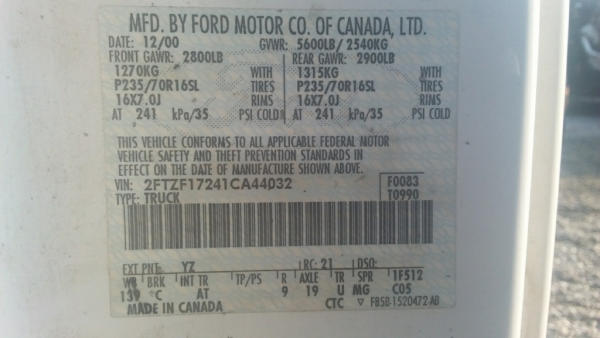 MFD. BY FORD MOTOR CO. OF CANADA, LTD.
DATE: 12/00 GVWR: 5600LB/ 2540KG
FRONT GAWR: 2800LB REAR GAWR: 2900LB
1270KG WITH 1315KG WITH
P235/70R16SL TIRES P235/70R16SL TIRES
16X7.0J RIMS 16X7.0J RIMS
AT 241 kPa/35 PSI COLD AT 241 kPa/35 PSI COLD
THIS VEHICLE CONFORMS TO ALL APPLICABLE FEDERAL MOTOR
VEHICLE SAFETY AND THEFT PREVENTION STANDARDS IN
EFFECT ON THE DATE OF MANUFACTURE SHOWN ABOVE.
VIN: 2FTZF17241CA44032 F0083
TYPE: TRUCK T0990
EXT PNT: YZ RC: 21 DSO:
WB BRK INT TR TP/PS R AXLE TR SPR 1F512
139 °C AT 9 19 U MG C05
MADE IN CANADA CTC ▽ F85B-1520472-AB